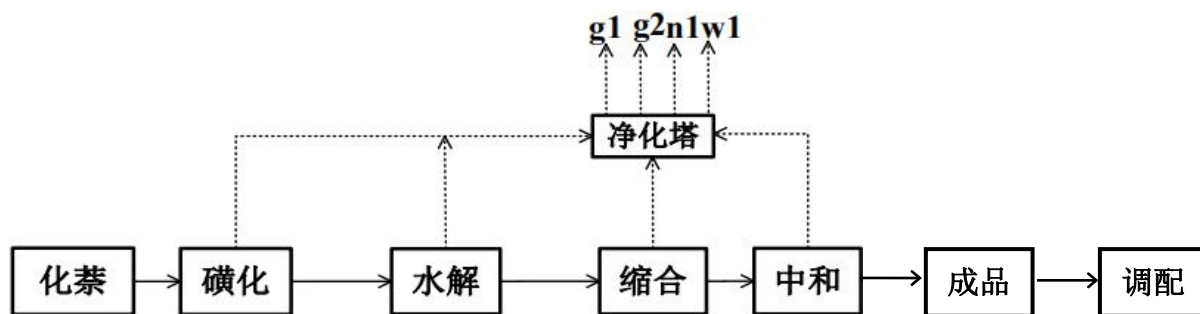 g1 g2n1w1
净化塔
化萘 磺化 水解 缩合 中和 成品 调配